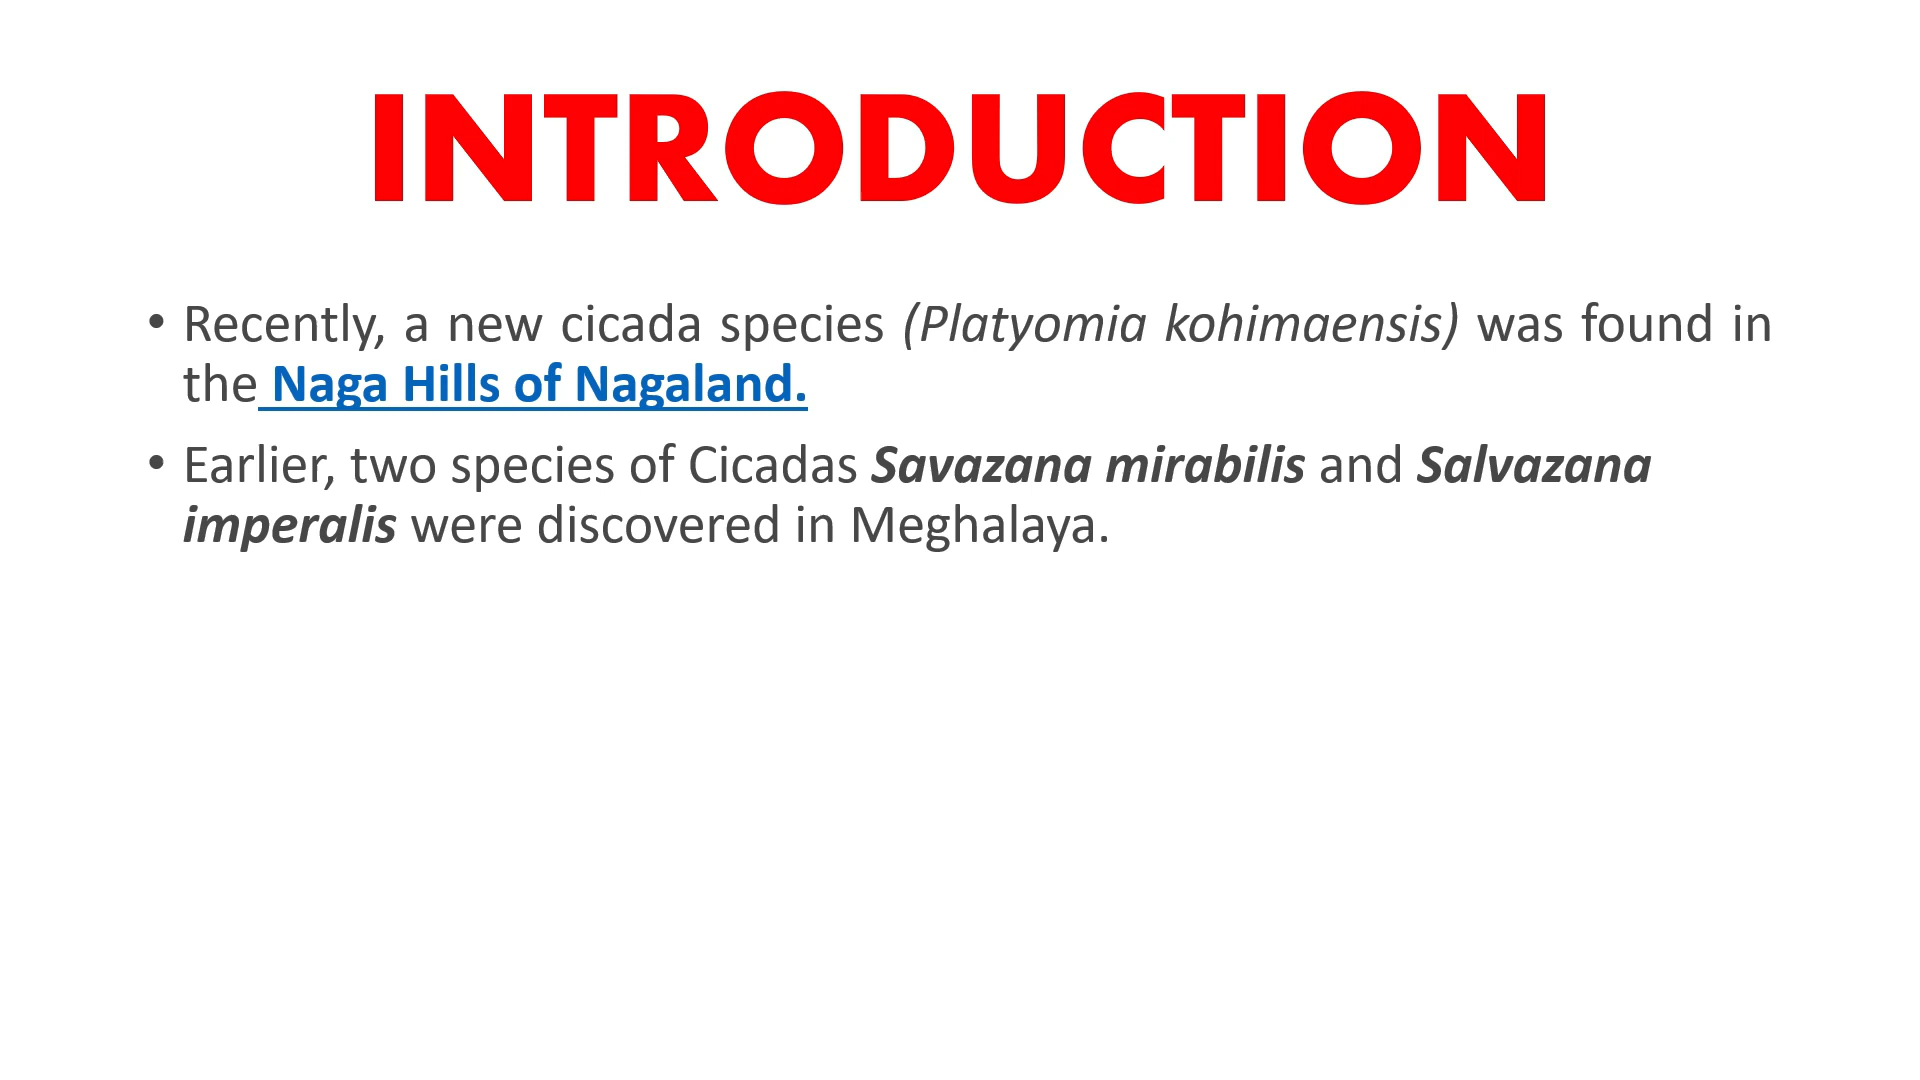 INTRODUCTION
• Recently, a new cicada species (Platyomia kohimaensis) was found in
the Naga Hills of Nagaland.
• Earlier, two species of Cicadas Savazana mirabilis and Salvazana
imperalis were discovered in Meghalaya.